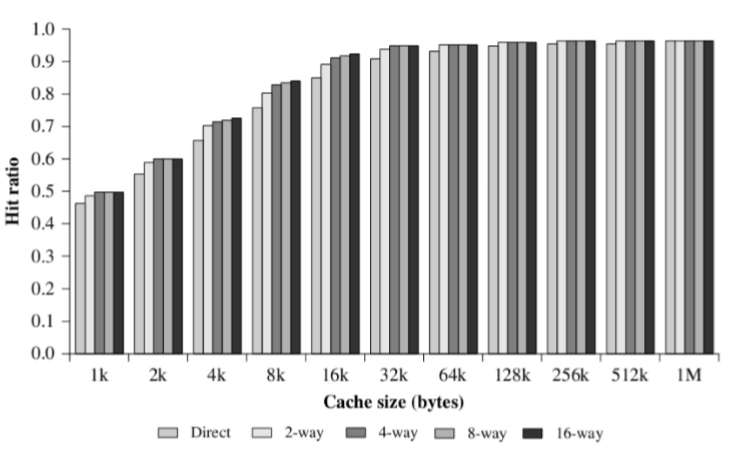 1.0
0.9
0.8
0.7
0.6
0.5
0.4
0.3
0.2
0.1
0.0
Hit ratio
1k 2k 4k 8k 16k 32k 64k 128k 256k 512k 1M
Cache size (bytes)
Direct 2-way 4-way 8-way 16-way